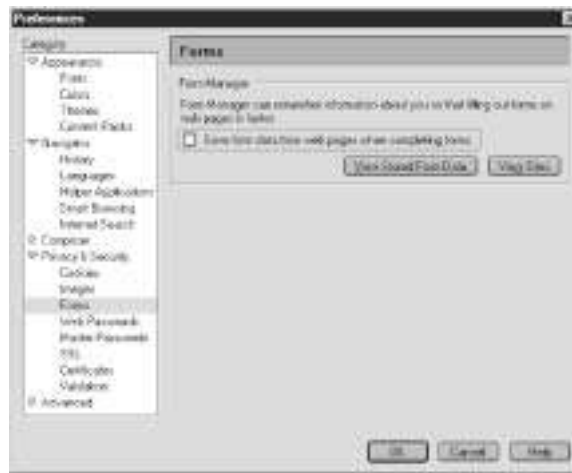 Preferences
Category
Appearance
Fonts
Colors
Themes
Content Packs
Navigator
History
Languages
Helper Applications
Smart Browsing
Internet Search
Composer
Privacy & Security
Cookies
Images
Forms
Web Passwords
Master Passwords
SSL
Certificates
Validation
Advanced
Forms
Form Manager
Form Manager can remember information about you so that filling out forms on
web pages is faster.
Save form data from web pages when completing forms.
View Stored Form Data
View Sites
OK
Cancel
Help